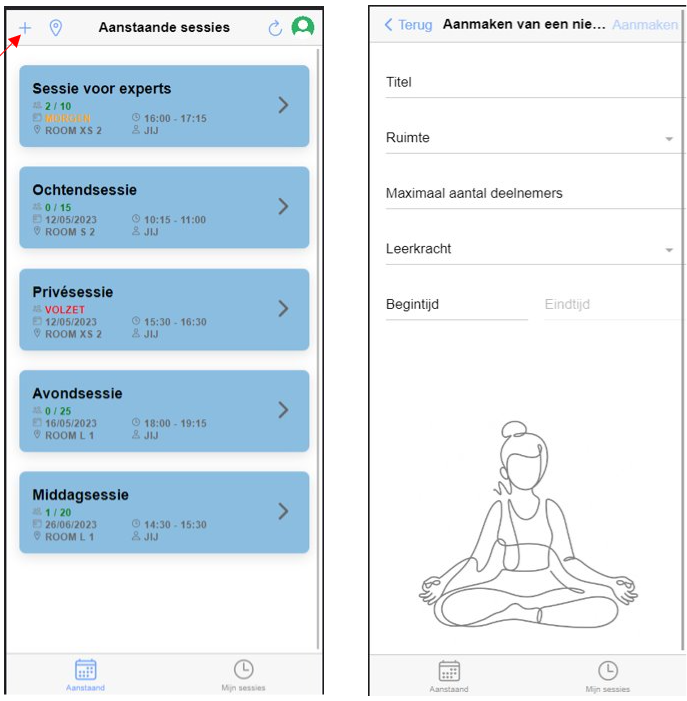 Aanstaande sessies
Sessie voor experts
2 / 10
MORGEN
16:00 - 17:15
ROOM XS 2
JIJ
Ochtendsessie
0 / 15
12/05/2023
10:15 - 11:00
ROOM S 2
JIJ
Privésessie
VOLZET
12/05/2023
15:30 - 16:30
ROOM XS 2
JIJ
Avondsessie
0 / 25
16/05/2023
18:00 - 19:15
ROOM L 1
JIJ
Middagsessie
1 / 20
26/06/2023
14:30 - 15:30
ROOM L 1
JIJ
Aanstaand
Mijn sessies
Terug
Aanmaken van een nie...
Aanmaken
Titel
Ruimte
Maximaal aantal deelnemers
Leerkracht
Begintijd
Eindtijd
Aanstaand
Mijn sessies